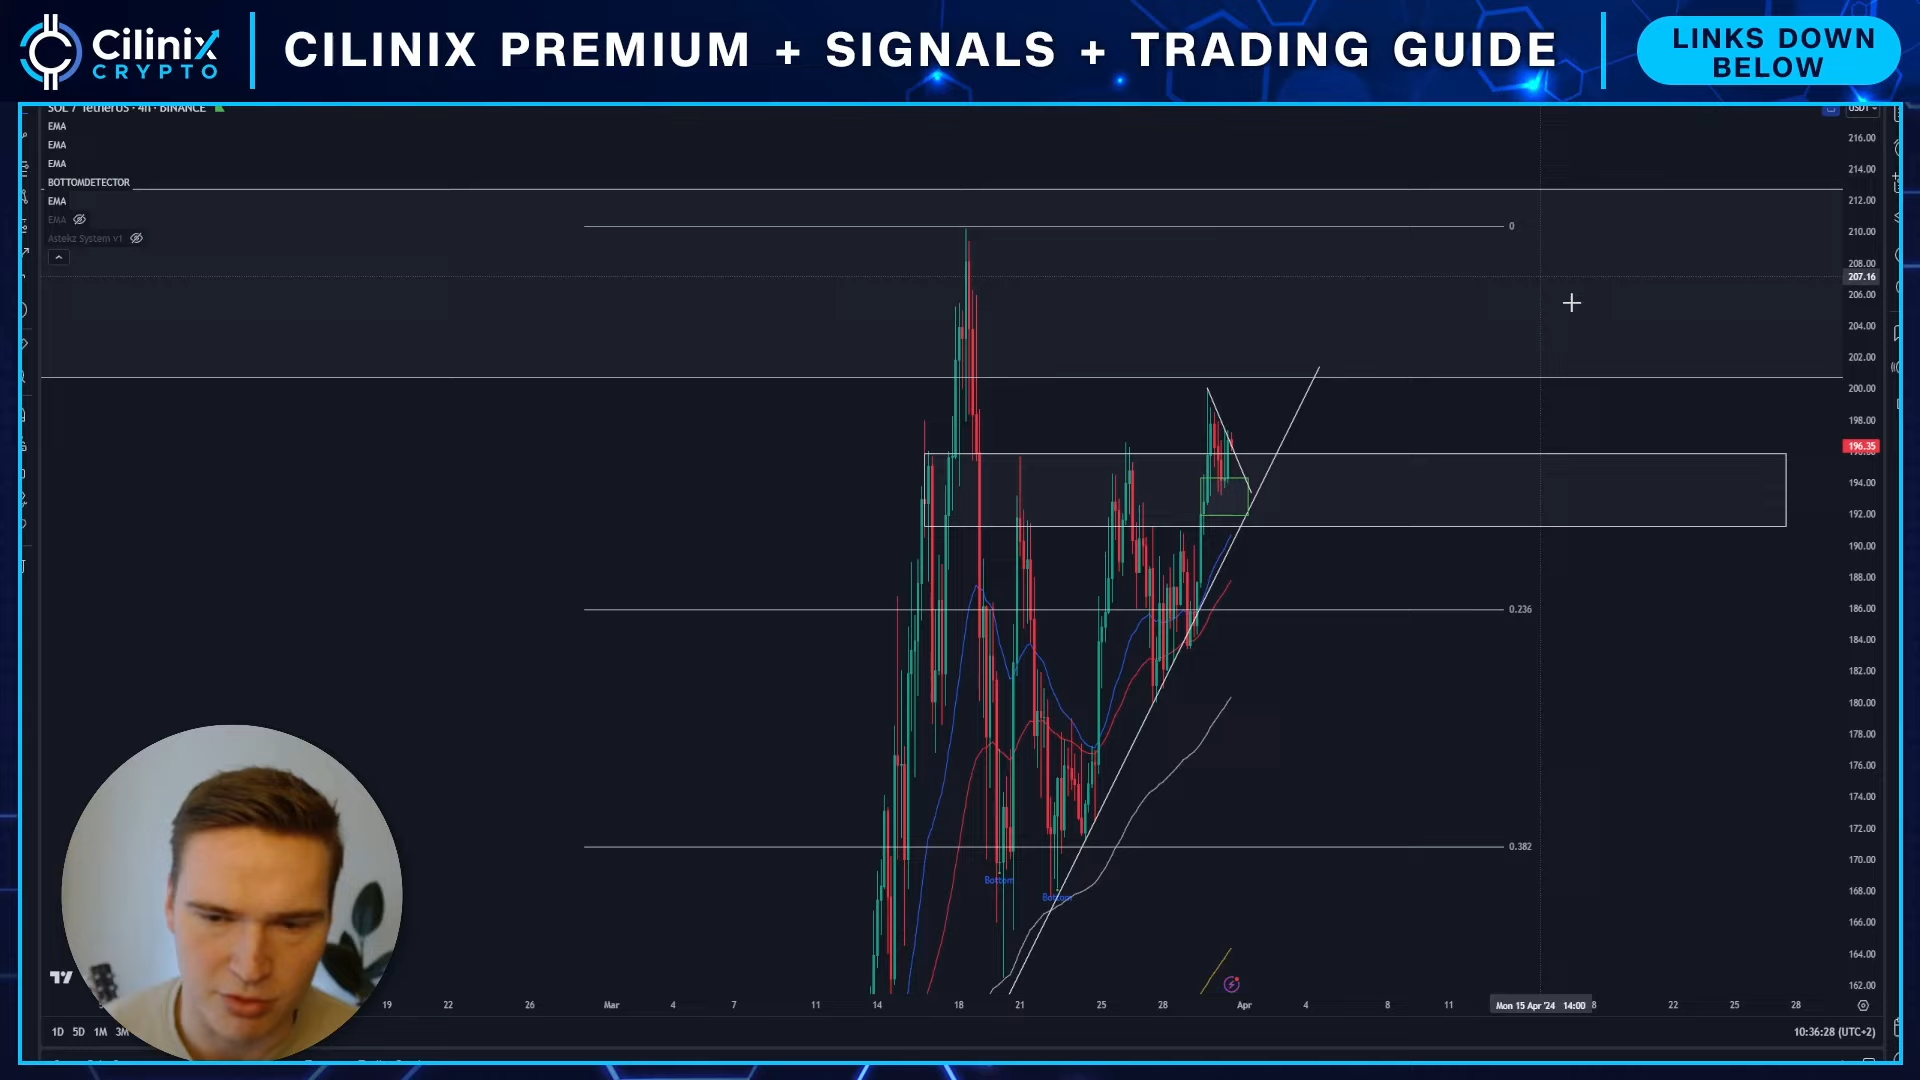 Cilinix
CRYPTO
CILINIX PREMIUM + SIGNALS + TRADING GUIDE
LINKS DOWN
BELOW
SOL / TetherUS · 4h · BINANCE
USDT
EMA
EMA
EMA
BOTTOMDETECTOR
EMA
EMA
Astekz System v1
216.00
214.00
212.00
210.00
208.00
207.16
206.00
204.00
202.00
200.00
198.00
196.35
194.00
192.00
190.00
188.00
186.00
184.00
182.00
180.00
178.00
176.00
174.00
172.00
170.00
168.00
166.00
164.00
162.00
0
0.236
0.382
Bottom
Bottom
19
22
26
Mar
4
7
11
14
18
21
25
28
Apr
4
8
11
Mon 15 Apr '24 14:00
8
22
25
28
1D 5D 1M 3M
10:36:28 (UTC+2)